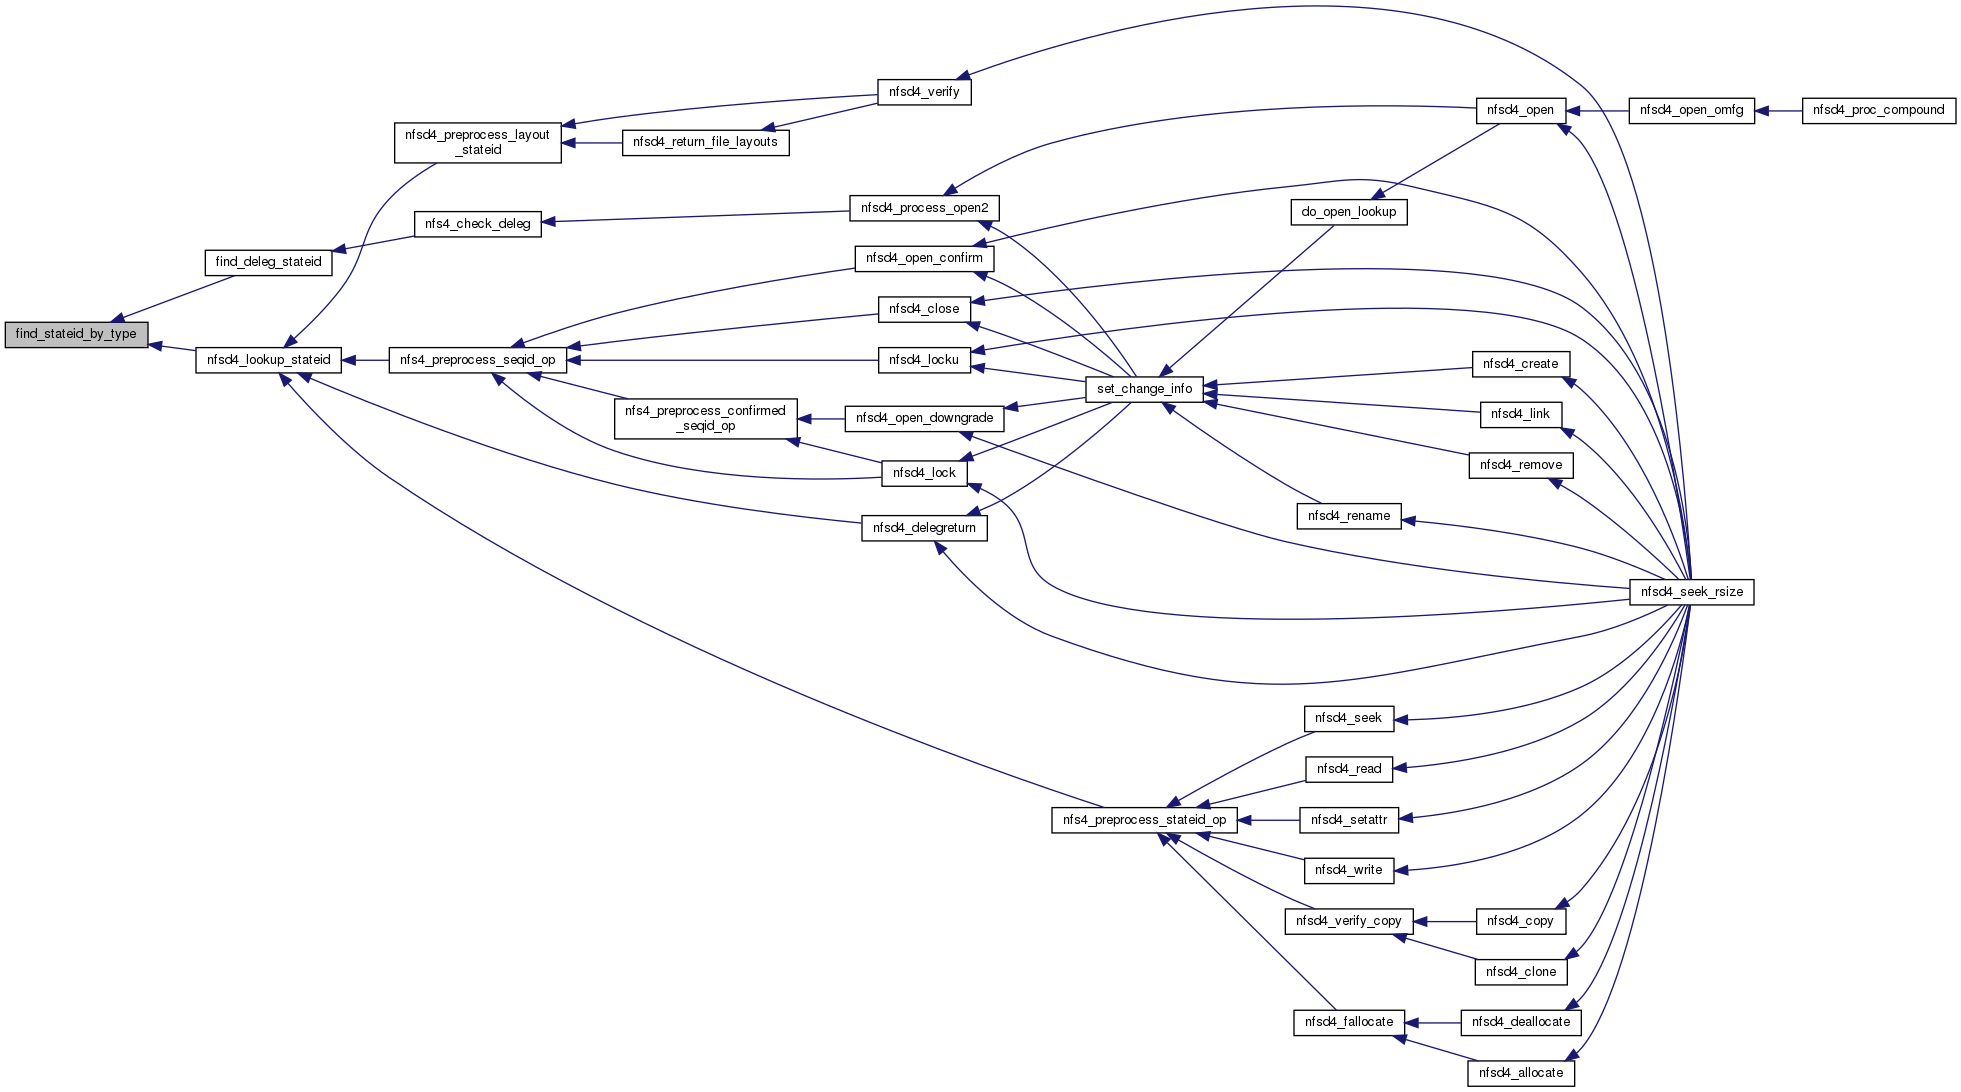 nfsd4_verify
nfsd4_open
nfsd4_open_omfg
nfsd4_proc_compound
nfsd4_preprocess_layout
_stateid
nfsd4_return_file_layouts
nfsd4_process_open2
do_open_lookup
nfs4_check_deleg
find_deleg_stateid
nfsd4_open_confirm
nfsd4_close
find_stateid_by_type
nfsd4_lookup_stateid
nfs4_preprocess_seqid_op
nfsd4_locku
nfsd4_create
set_change_info
nfs4_preprocess_confirmed
_seqid_op
nfsd4_open_downgrade
nfsd4_link
nfsd4_lock
nfsd4_remove
nfsd4_rename
nfsd4_delegreturn
nfsd4_seek_rsize
nfsd4_seek
nfsd4_read
nfs4_preprocess_stateid_op
nfsd4_setattr
nfsd4_write
nfsd4_verify_copy
nfsd4_copy
nfsd4_clone
nfsd4_fallocate
nfsd4_deallocate
nfsd4_allocate